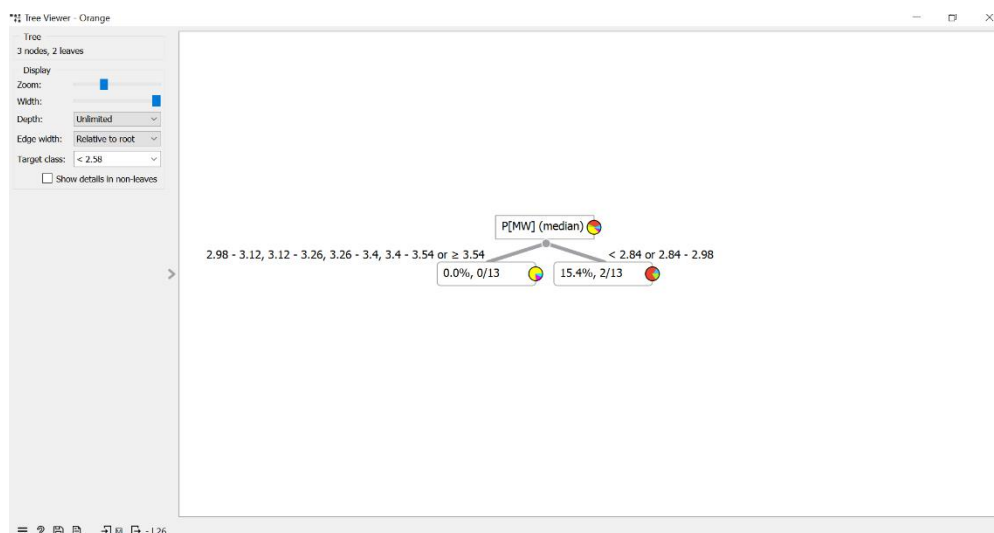 Tree Viewer - Orange
Tree
3 nodes, 2 leaves
Display
Zoom:
Width:
Depth: Unlimited
Edge width: Relative to root
Target class: < 2.58
Show details in non-leaves
P[MW] (median)
2.98 - 3.12, 3.12 - 3.26, 3.26 - 3.4, 3.4 - 3.54 or ≥ 3.54
< 2.84 or 2.84 - 2.98
0.0%, 0/13
15.4%, 2/13
26